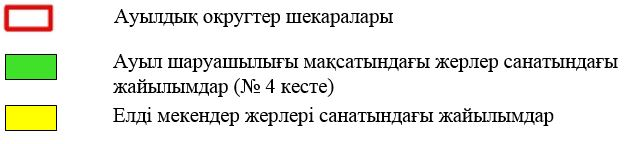 Ауылдық округтер шекаралары
Ауыл шаруашылығы мақсатындағы жерлер санатындағы
жайылымдар (№ 4 кесте)
Елді мекендер жерлері санатындағы жайылымдар